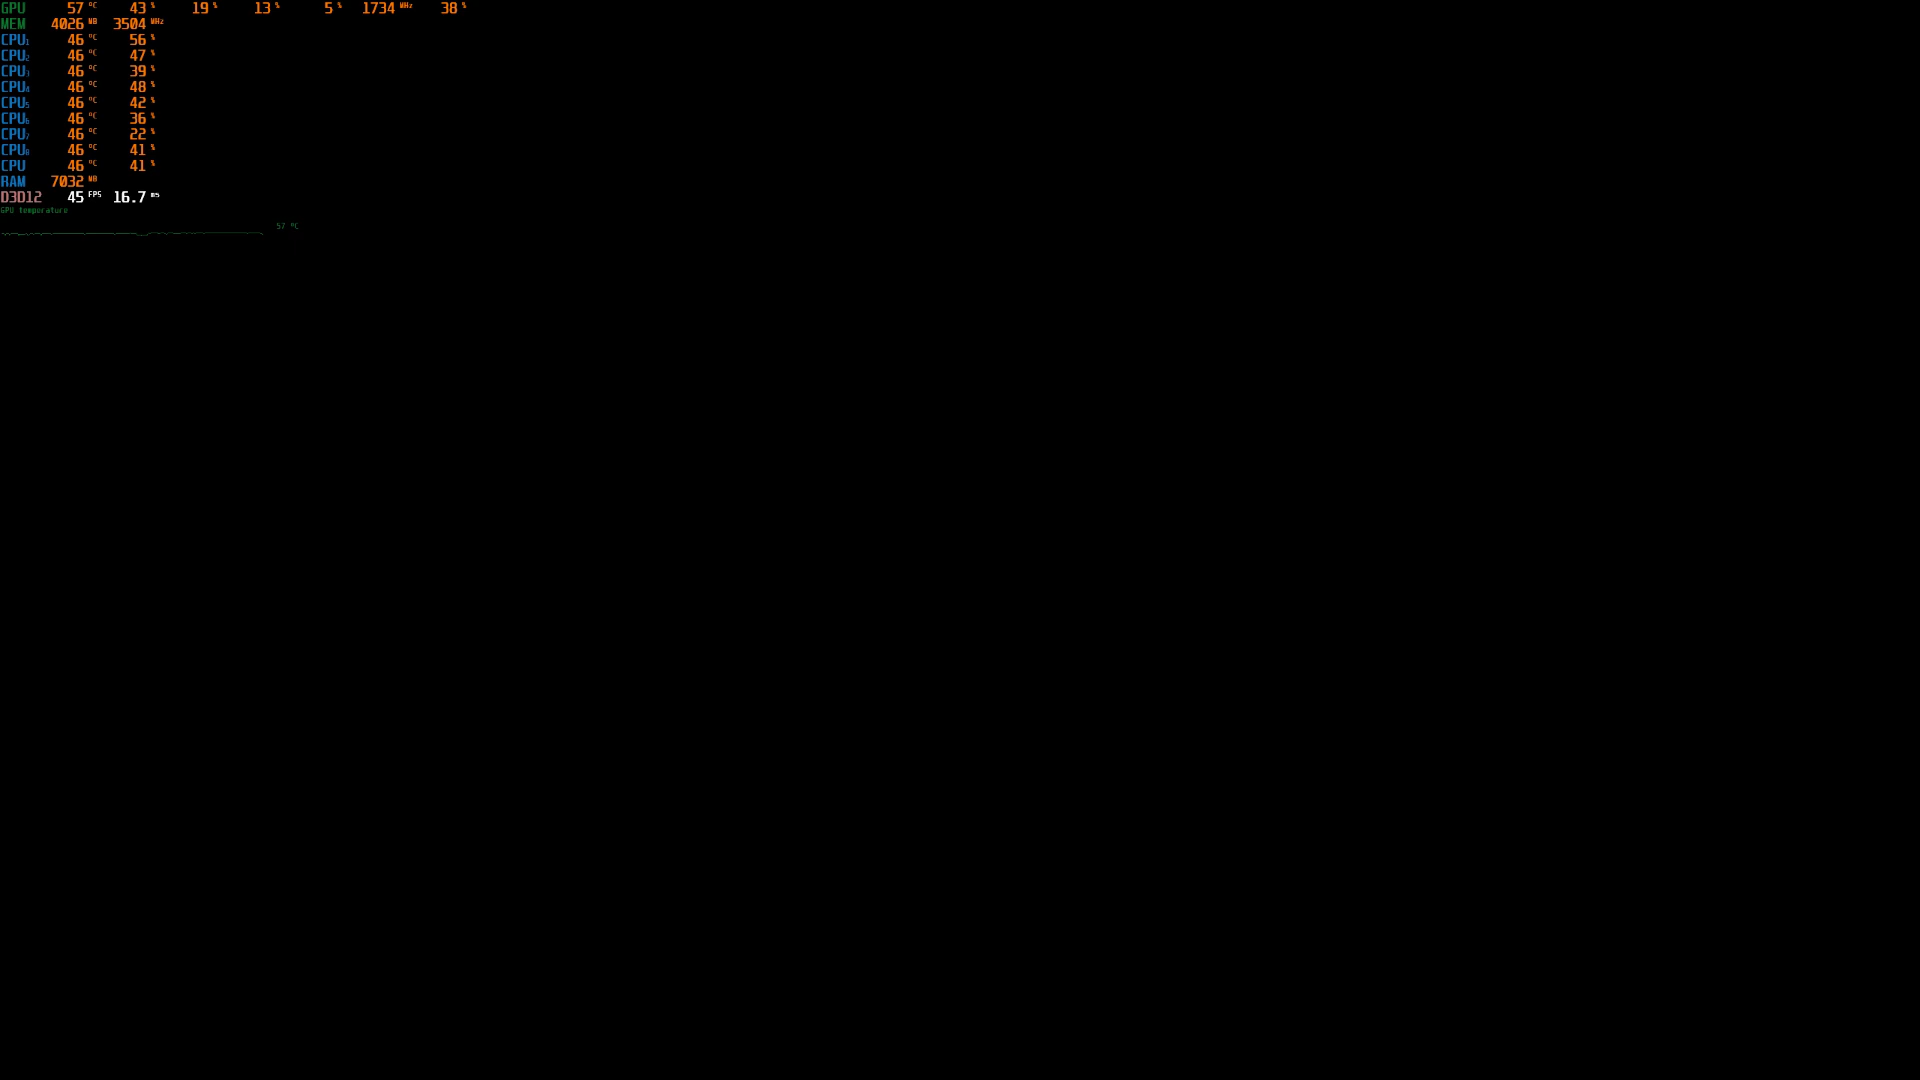 GPU 57 °C 43 % 19 % 13 % 5 % 1734 MHz 38 %
MEM 4026 MB 3504 MHz
CPU1 46 °C 56 %
CPU2 46 °C 47 %
CPU3 46 °C 39 %
CPU4 46 °C 48 %
CPU5 46 °C 42 %
CPU6 46 °C 36 %
CPU7 46 °C 22 %
CPU8 46 °C 41 %
CPU 46 °C 41 %
RAM 7032 MB
D3D12 45 FPS 16.7 ms
GPU temperature
57 °C